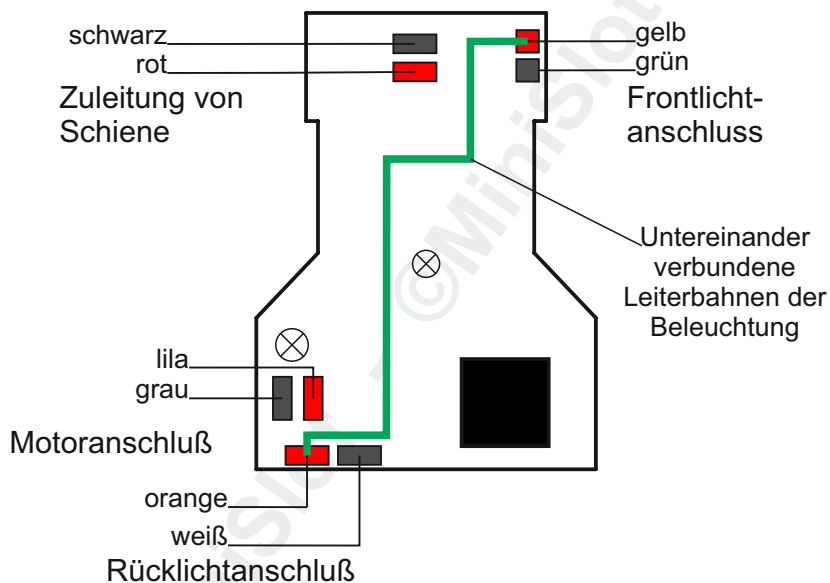 schwarz
rot
Zuleitung von
Schiene
gelb
grün
Frontlicht-
anschluss
Untereinander
verbundene
Leiterbahnen der
Beleuchtung
lila
grau
Motoranschluß
orange
weiß
Rücklichtanschluß
©MiniSlot